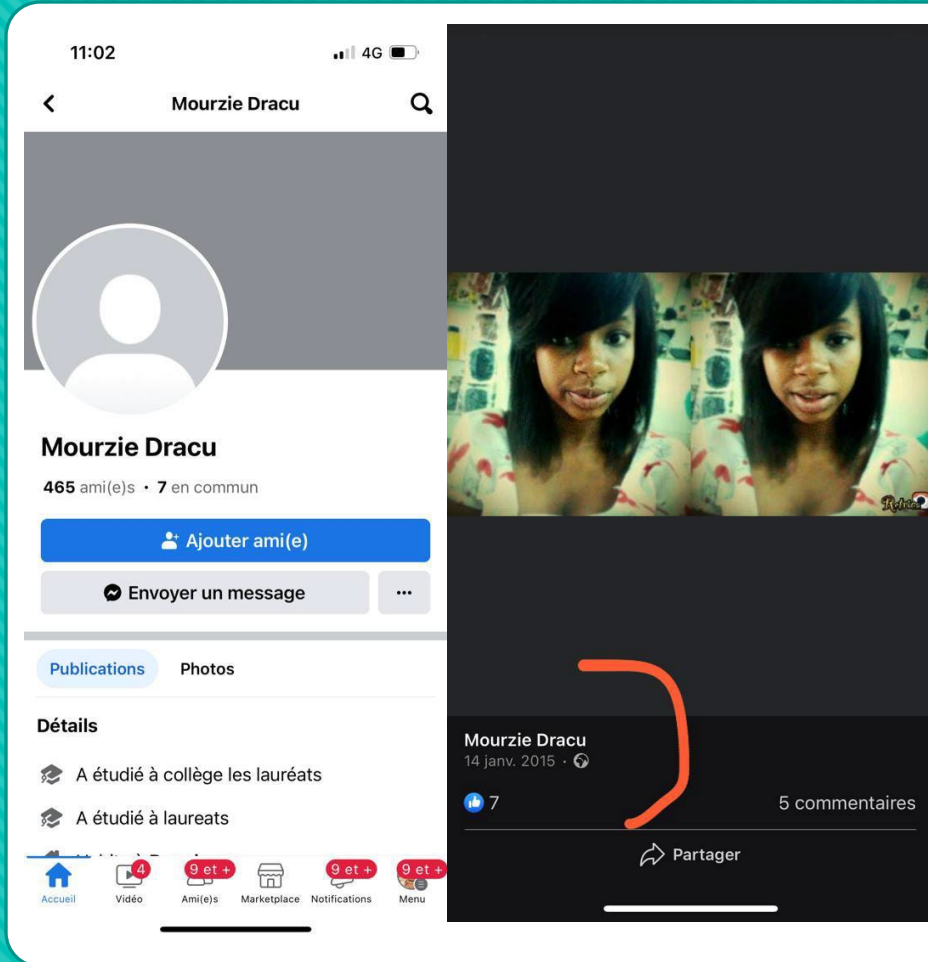 11:02
4G
Mourzie Dracu
Mourzie Dracu
465 ami(e)s • 7 en commun
Ajouter ami(e)
Envoyer un message
Publications Photos
Détails
A étudié à collège les lauréats
A étudié à laureats
4
9 et +
9 et +
9 et +
Accueil Vidéo Ami(e)s Marketplace Notifications Menu
Retrica
Mourzie Dracu
14 janv. 2015
7
5 commentaires
Partager